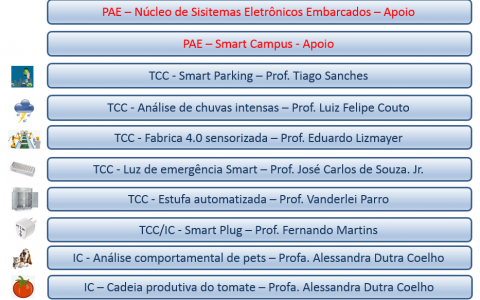 PAE – Núcleo de Sisitemas Eletrônicos Embarcados – Apoio
PAE – Smart Campus - Apoio
TCC - Smart Parking – Prof. Tiago Sanches
TCC - Análise de chuvas intensas – Prof. Luiz Felipe Couto
TCC - Fabrica 4.0 sensorizada – Prof. Eduardo Lizmayer
TCC - Luz de emergência Smart – Prof. José Carlos de Souza. Jr.
TCC - Estufa automatizada – Prof. Vanderlei Parro
TCC/IC - Smart Plug – Prof. Fernando Martins
IC - Análise comportamental de pets – Profa. Alessandra Dutra Coelho
IC – Cadeia produtiva do tomate – Profa. Alessandra Dutra Coelho